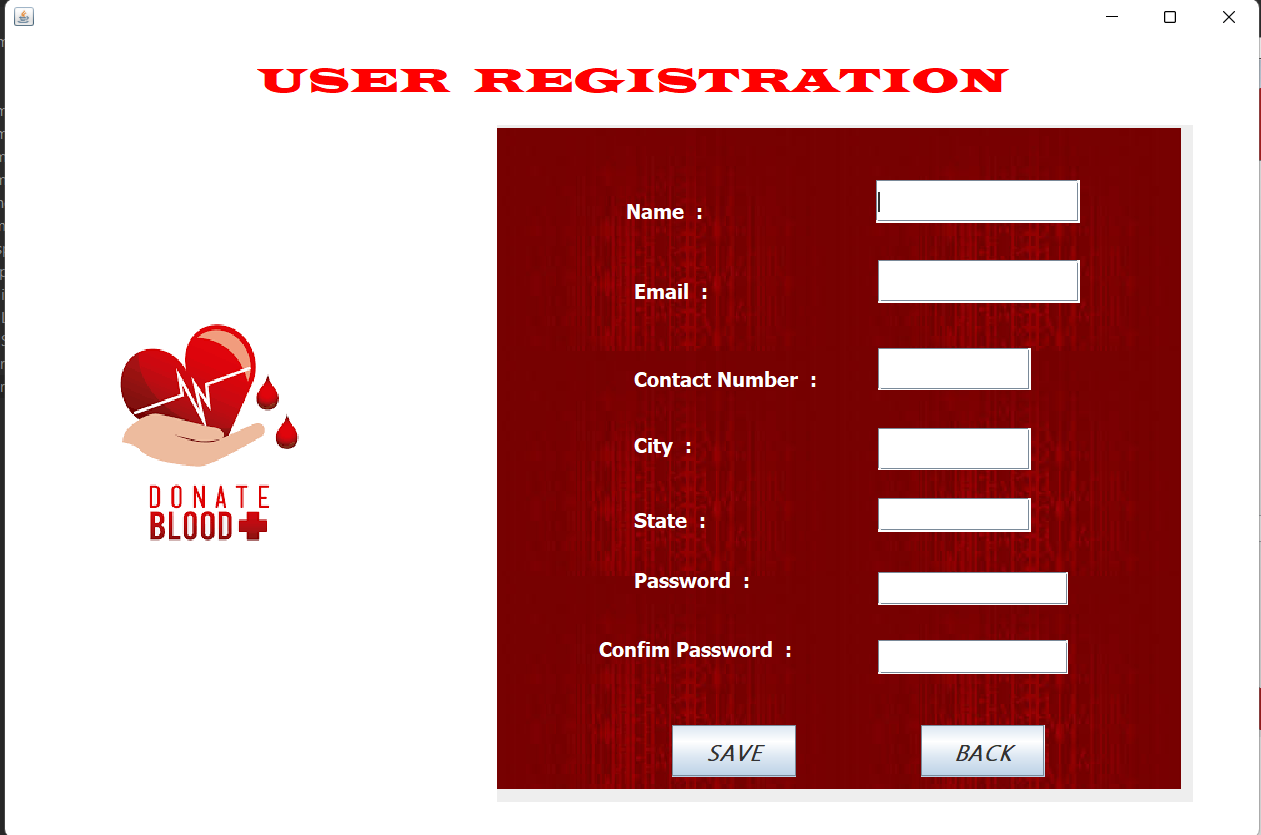 USER REGISTRATION
Name :
Email :
Contact Number :
City :
State :
Password :
Confim Password :
SAVE
BACK
DONATE
BLOOD